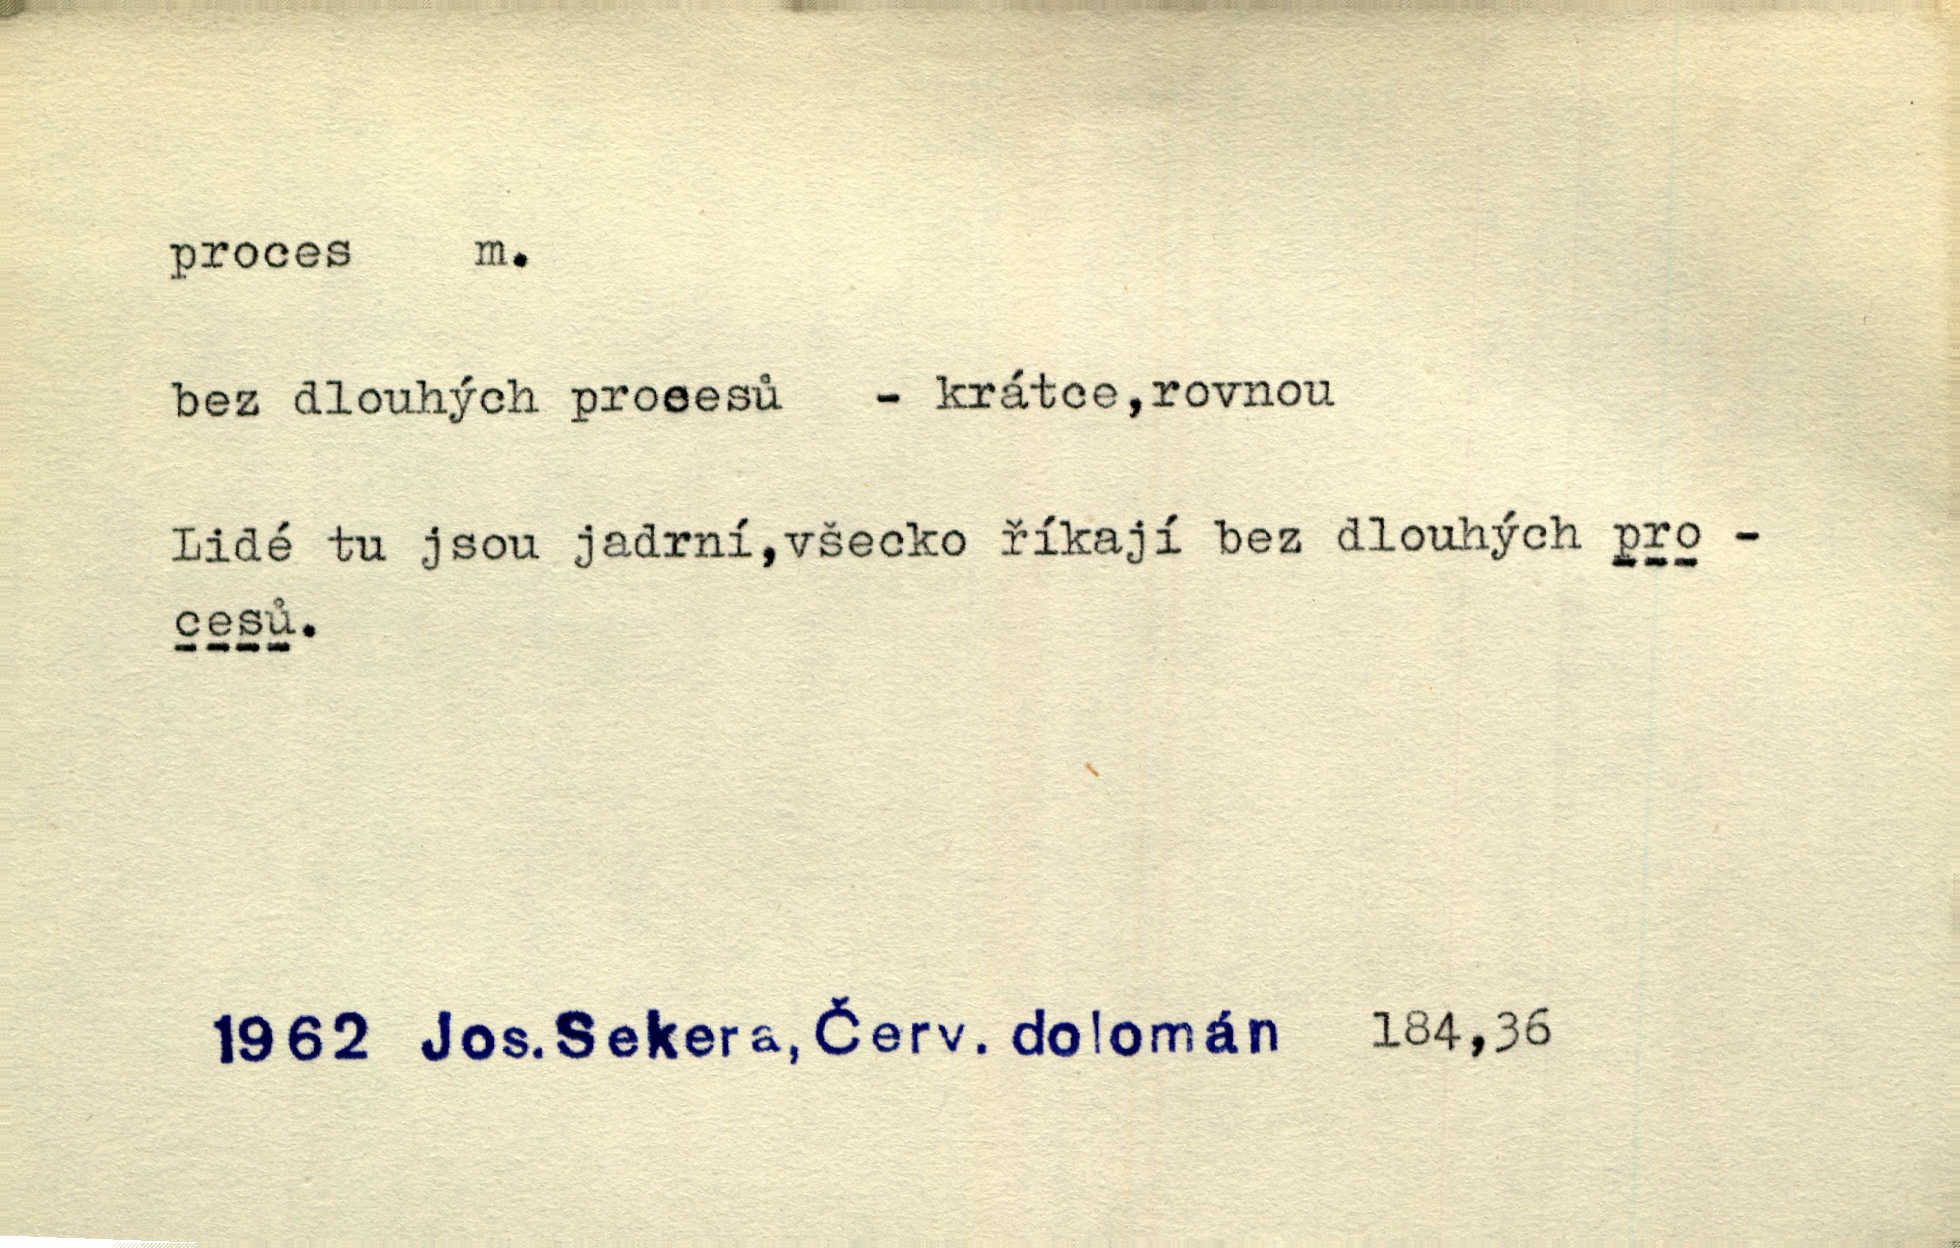 proces m.
bez dlouhých procesů - krátce,rovnou
Lidé tu jsou jadrní,všecko říkají bez dlouhých pro -
cesů.
1962 Jos.Sekera, Červ. dolomán 184,36